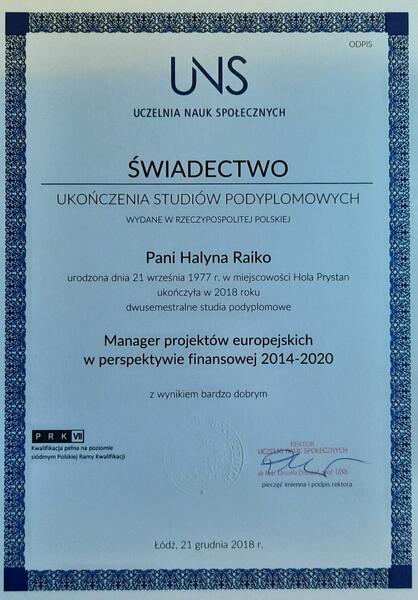 ODPIS
UNS
UCZELNIA NAUK SPOŁECZNYCH
ŚWIADECTWO
UKOŃCZENIA STUDIÓW PODYPLOMOWYCH
WYDANE W RZECZYPOSPOLITEJ POLSKIEJ
Pani Halyna Raiko
urodzona dnia 21 września 1977 r. w miejscowości Hola Prystan
ukończyła w 2018 roku
dwusemestralne studia podyplomowe
Manager projektów europejskich
w perspektywie finansowej 2014-2020
z wynikiem bardzo dobrym
PRK VII
Kwalifikacja pełna na poziomie
siódmym Polskiej Ramy Kwalifikacji
REKTOR
UCZELNI NAUK SPOŁECZNYCH
dr hab. UNS
pieczęć imienna i podpis rektora
Łódź, 21 grudnia 2018 r.